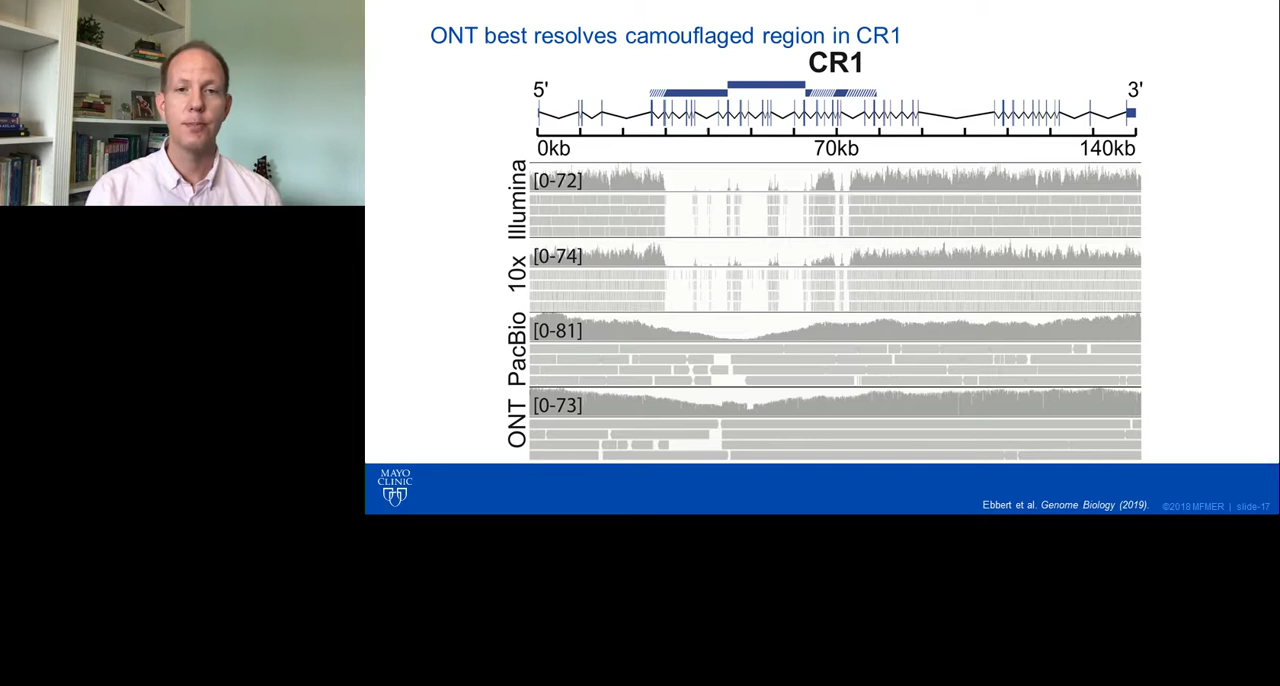 ONT best resolves camouflaged region in CR1
CR1
5'
3'
0kb
70kb
140kb
Illumina
[0-72]
10x
[0-74]
PacBio
[0-81]
ONT
[0-73]
MAYO
CLINIC
Ebbert et al. Genome Biology (2019).
©2018 MFMER | slide-17